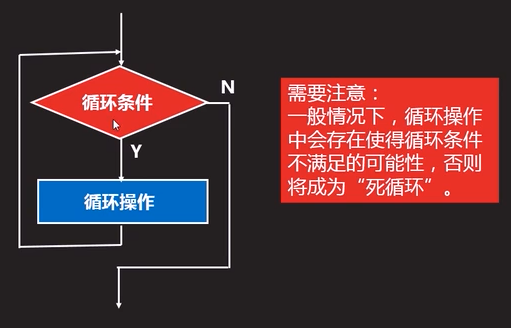 循环条件
N
Y
循环操作
需要注意：
一般情况下，循环操作
中会存在使得循环条件
不满足的可能性，否则
将成为“死循环”。